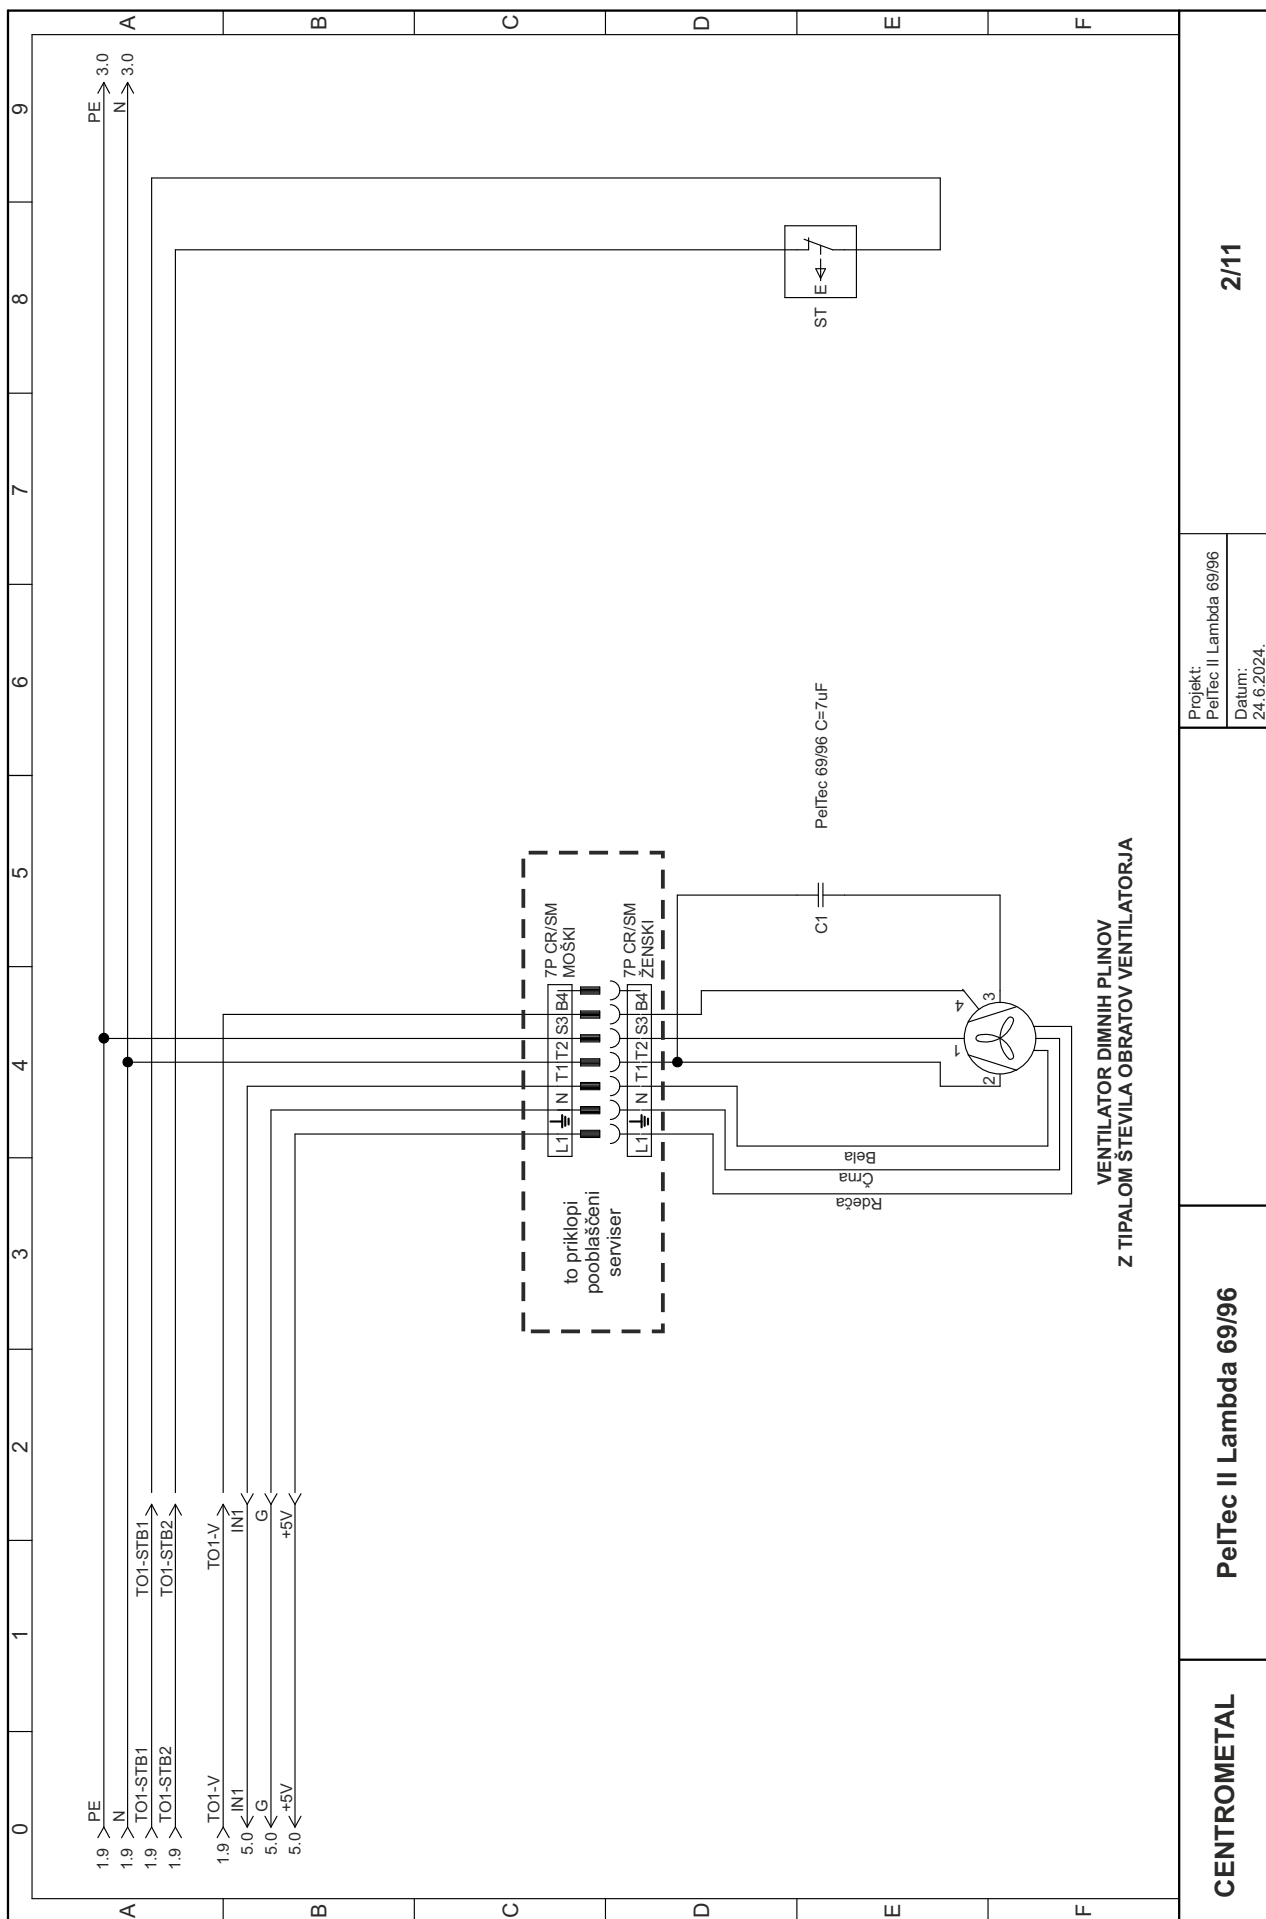 0 1 2 3 4 5 6 7 8 9
A A
B B
C C
D D
E E
F F
1.9 PE PE 3.0
1.9 N N 3.0
1.9 TO1-STB1 TO1-STB1
1.9 TO1-STB2 TO1-STB2
1.9 TO1-V TO1-V
5.0 IN1 IN1
5.0 G G
5.0 +5V +5V
7P CR/SM
MOŠKI
L1 N T1 T2 S3 B4
to priklopi
pooblaščeni
serviser
7P CR/SM
ŽENSKI
L1 N T1 T2 S3 B4
Rdeča
Črna
Bela
C1
PelTec 69/96 C=7uF
ST E
1
2
3
4
VENTILATOR DIMNIH PLINOV
Z TIPALOM ŠTEVILA OBRATOV VENTILATORJA
CENTROMETAL
PelTec II Lambda 69/96
Projekt:
PelTec II Lambda 69/96
Datum:
24.6.2024.
2/11